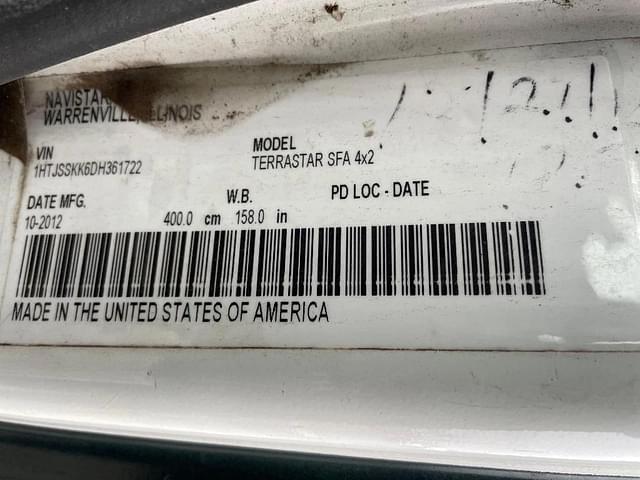 NAVISTAR
WARRENVILLE, ILLINOIS
VIN
1HTJSSKK6DH361722
MODEL
TERRASTAR SFA 4x2
DATE MFG.
10-2012
W.B.
400.0 cm 158.0 in
PD LOC - DATE
MADE IN THE UNITED STATES OF AMERICA